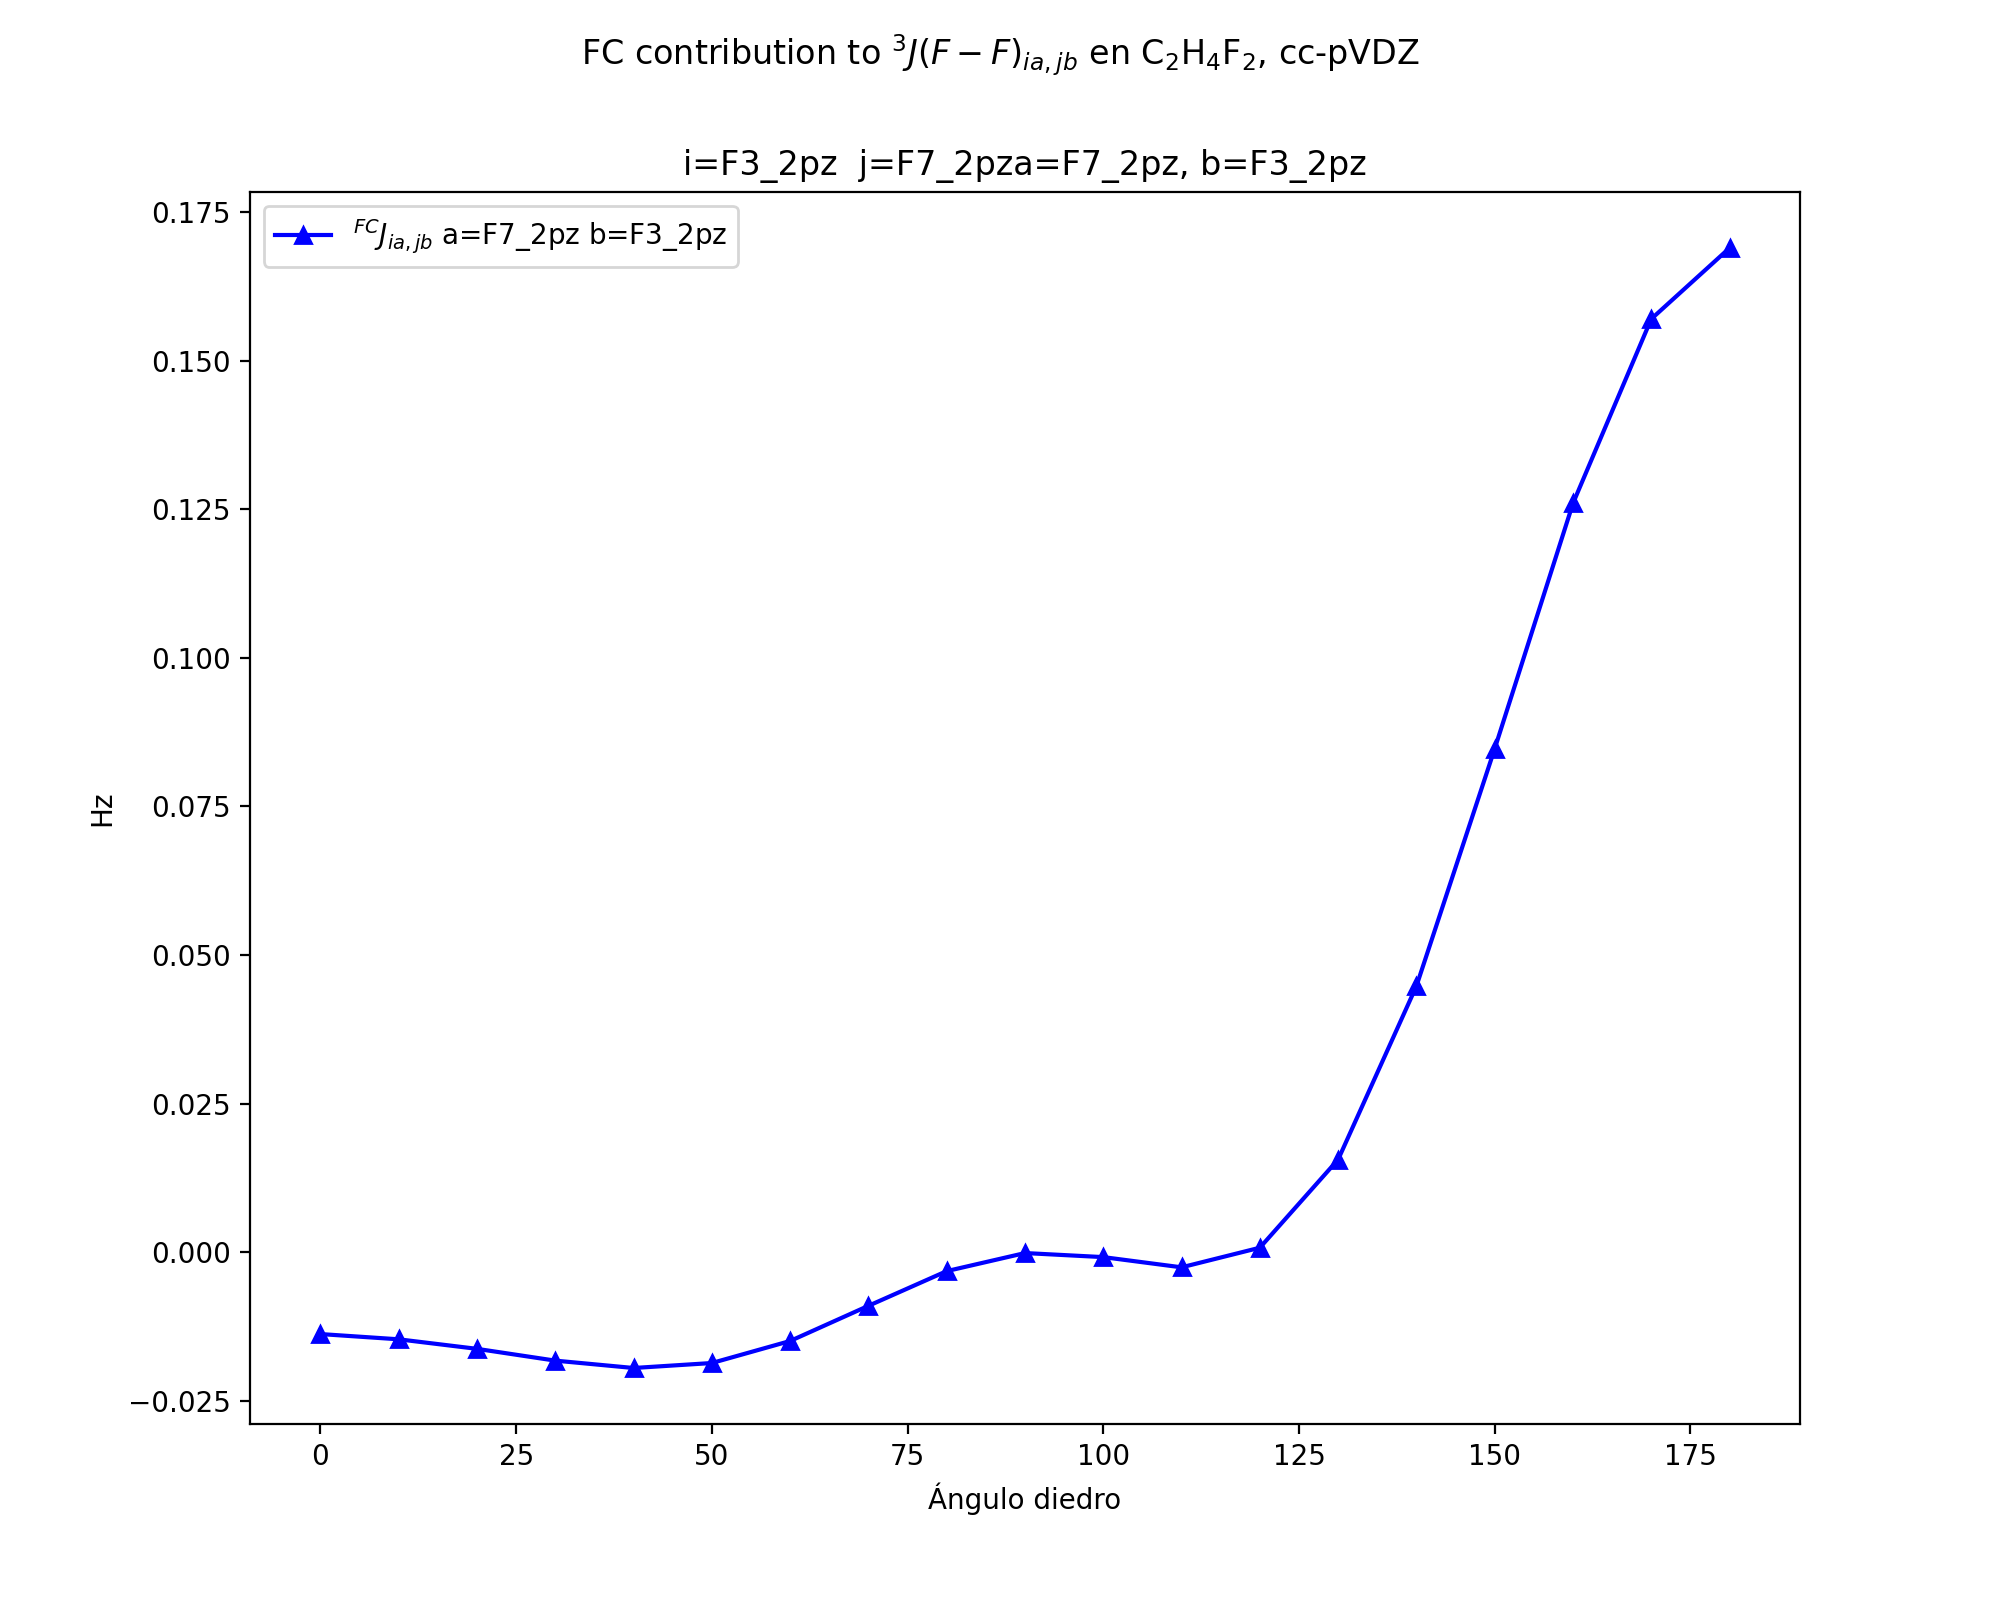 FC contribution to ³J(F − F)ᵢₐ,ⱼb en C₂H₄F₂, cc-pVDZ
i=F3_2pz  j=F7_2pza=F7_2pz, b=F3_2pz
ᶠᶜJᵢₐ,ⱼb a=F7_2pz b=F3_2pz
0.175
0.150
0.125
0.100
0.075
0.050
0.025
0.000
−0.025
Hz
0 25 50 75 100 125 150 175
Ángulo diedro